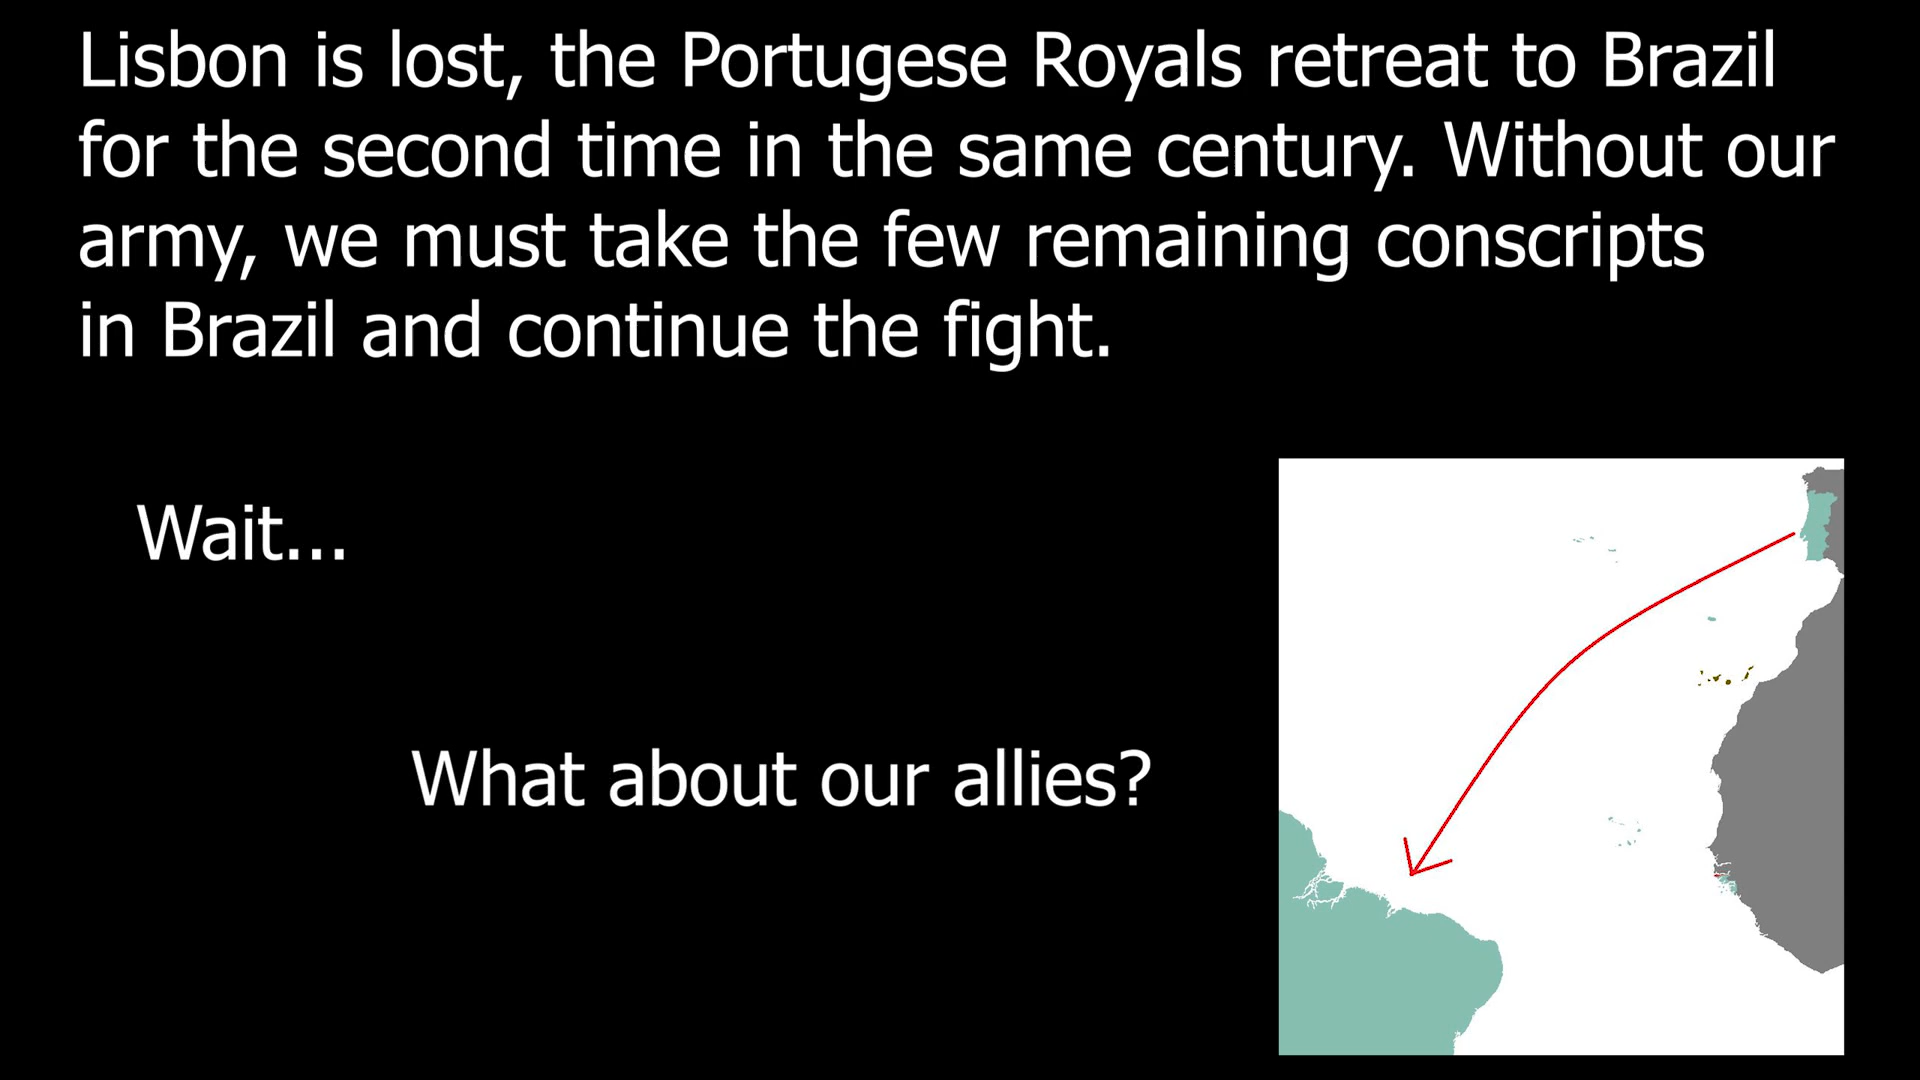 Lisbon is lost, the Portugese Royals retreat to Brazil
for the second time in the same century. Without our
army, we must take the few remaining conscripts
in Brazil and continue the fight.
Wait...
What about our allies?